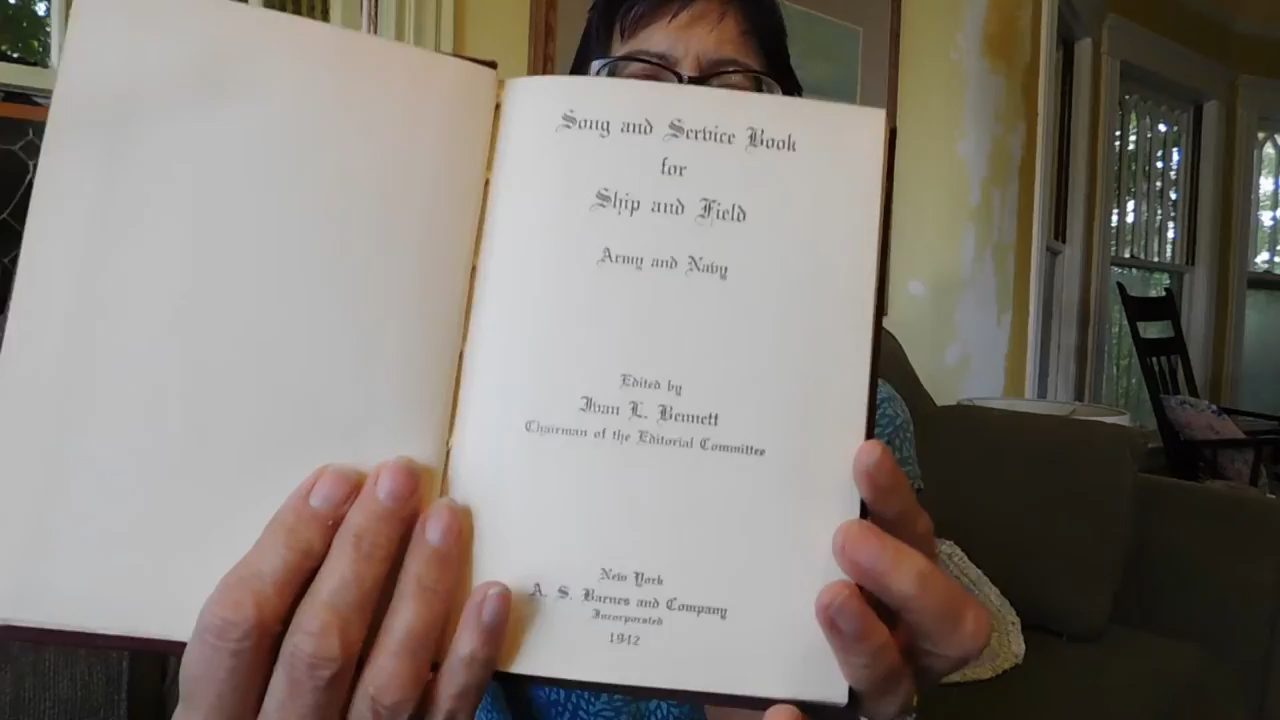 Song and Service Book
for
Ship and Field
Army and Navy
Edited by
Ivan L. Bennett
Chairman of the Editorial Committee
New York
A. S. Barnes and Company
Incorporated
1942